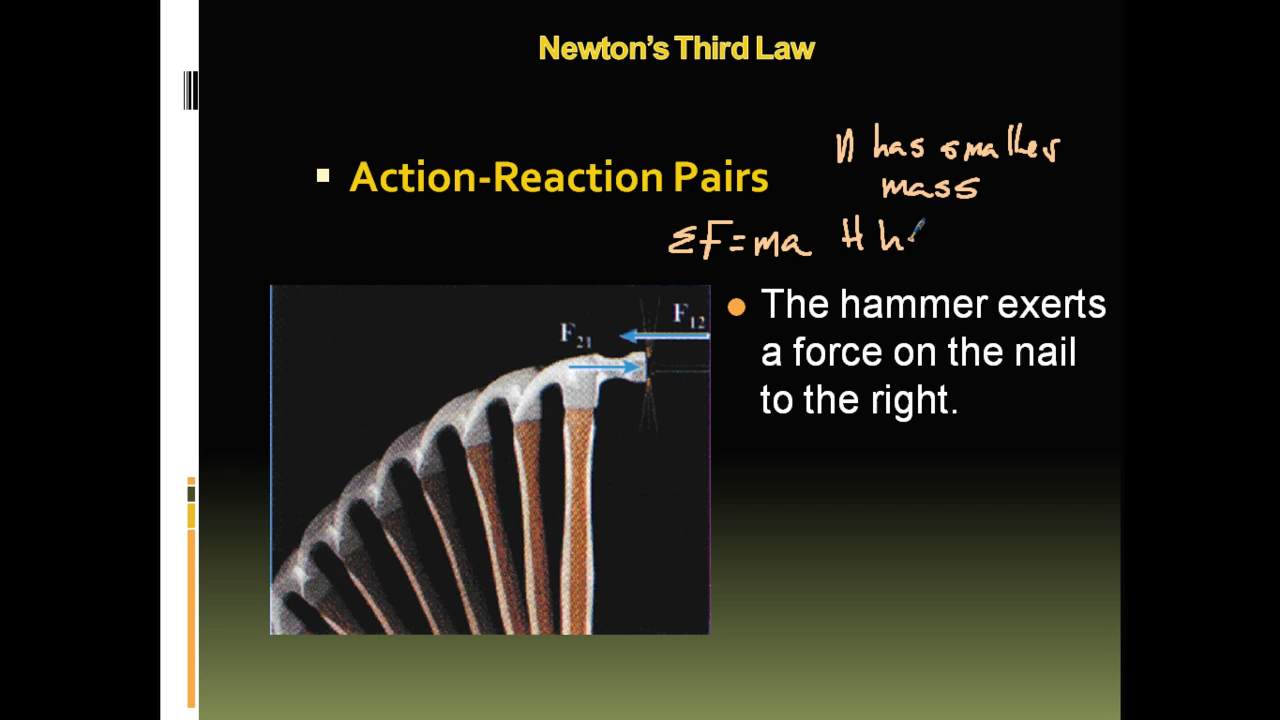 Newton's Third Law
n has smaller
mass
Action-Reaction Pairs
ΣF=ma H h
F21
F12
The hammer exerts
a force on the nail
to the right.